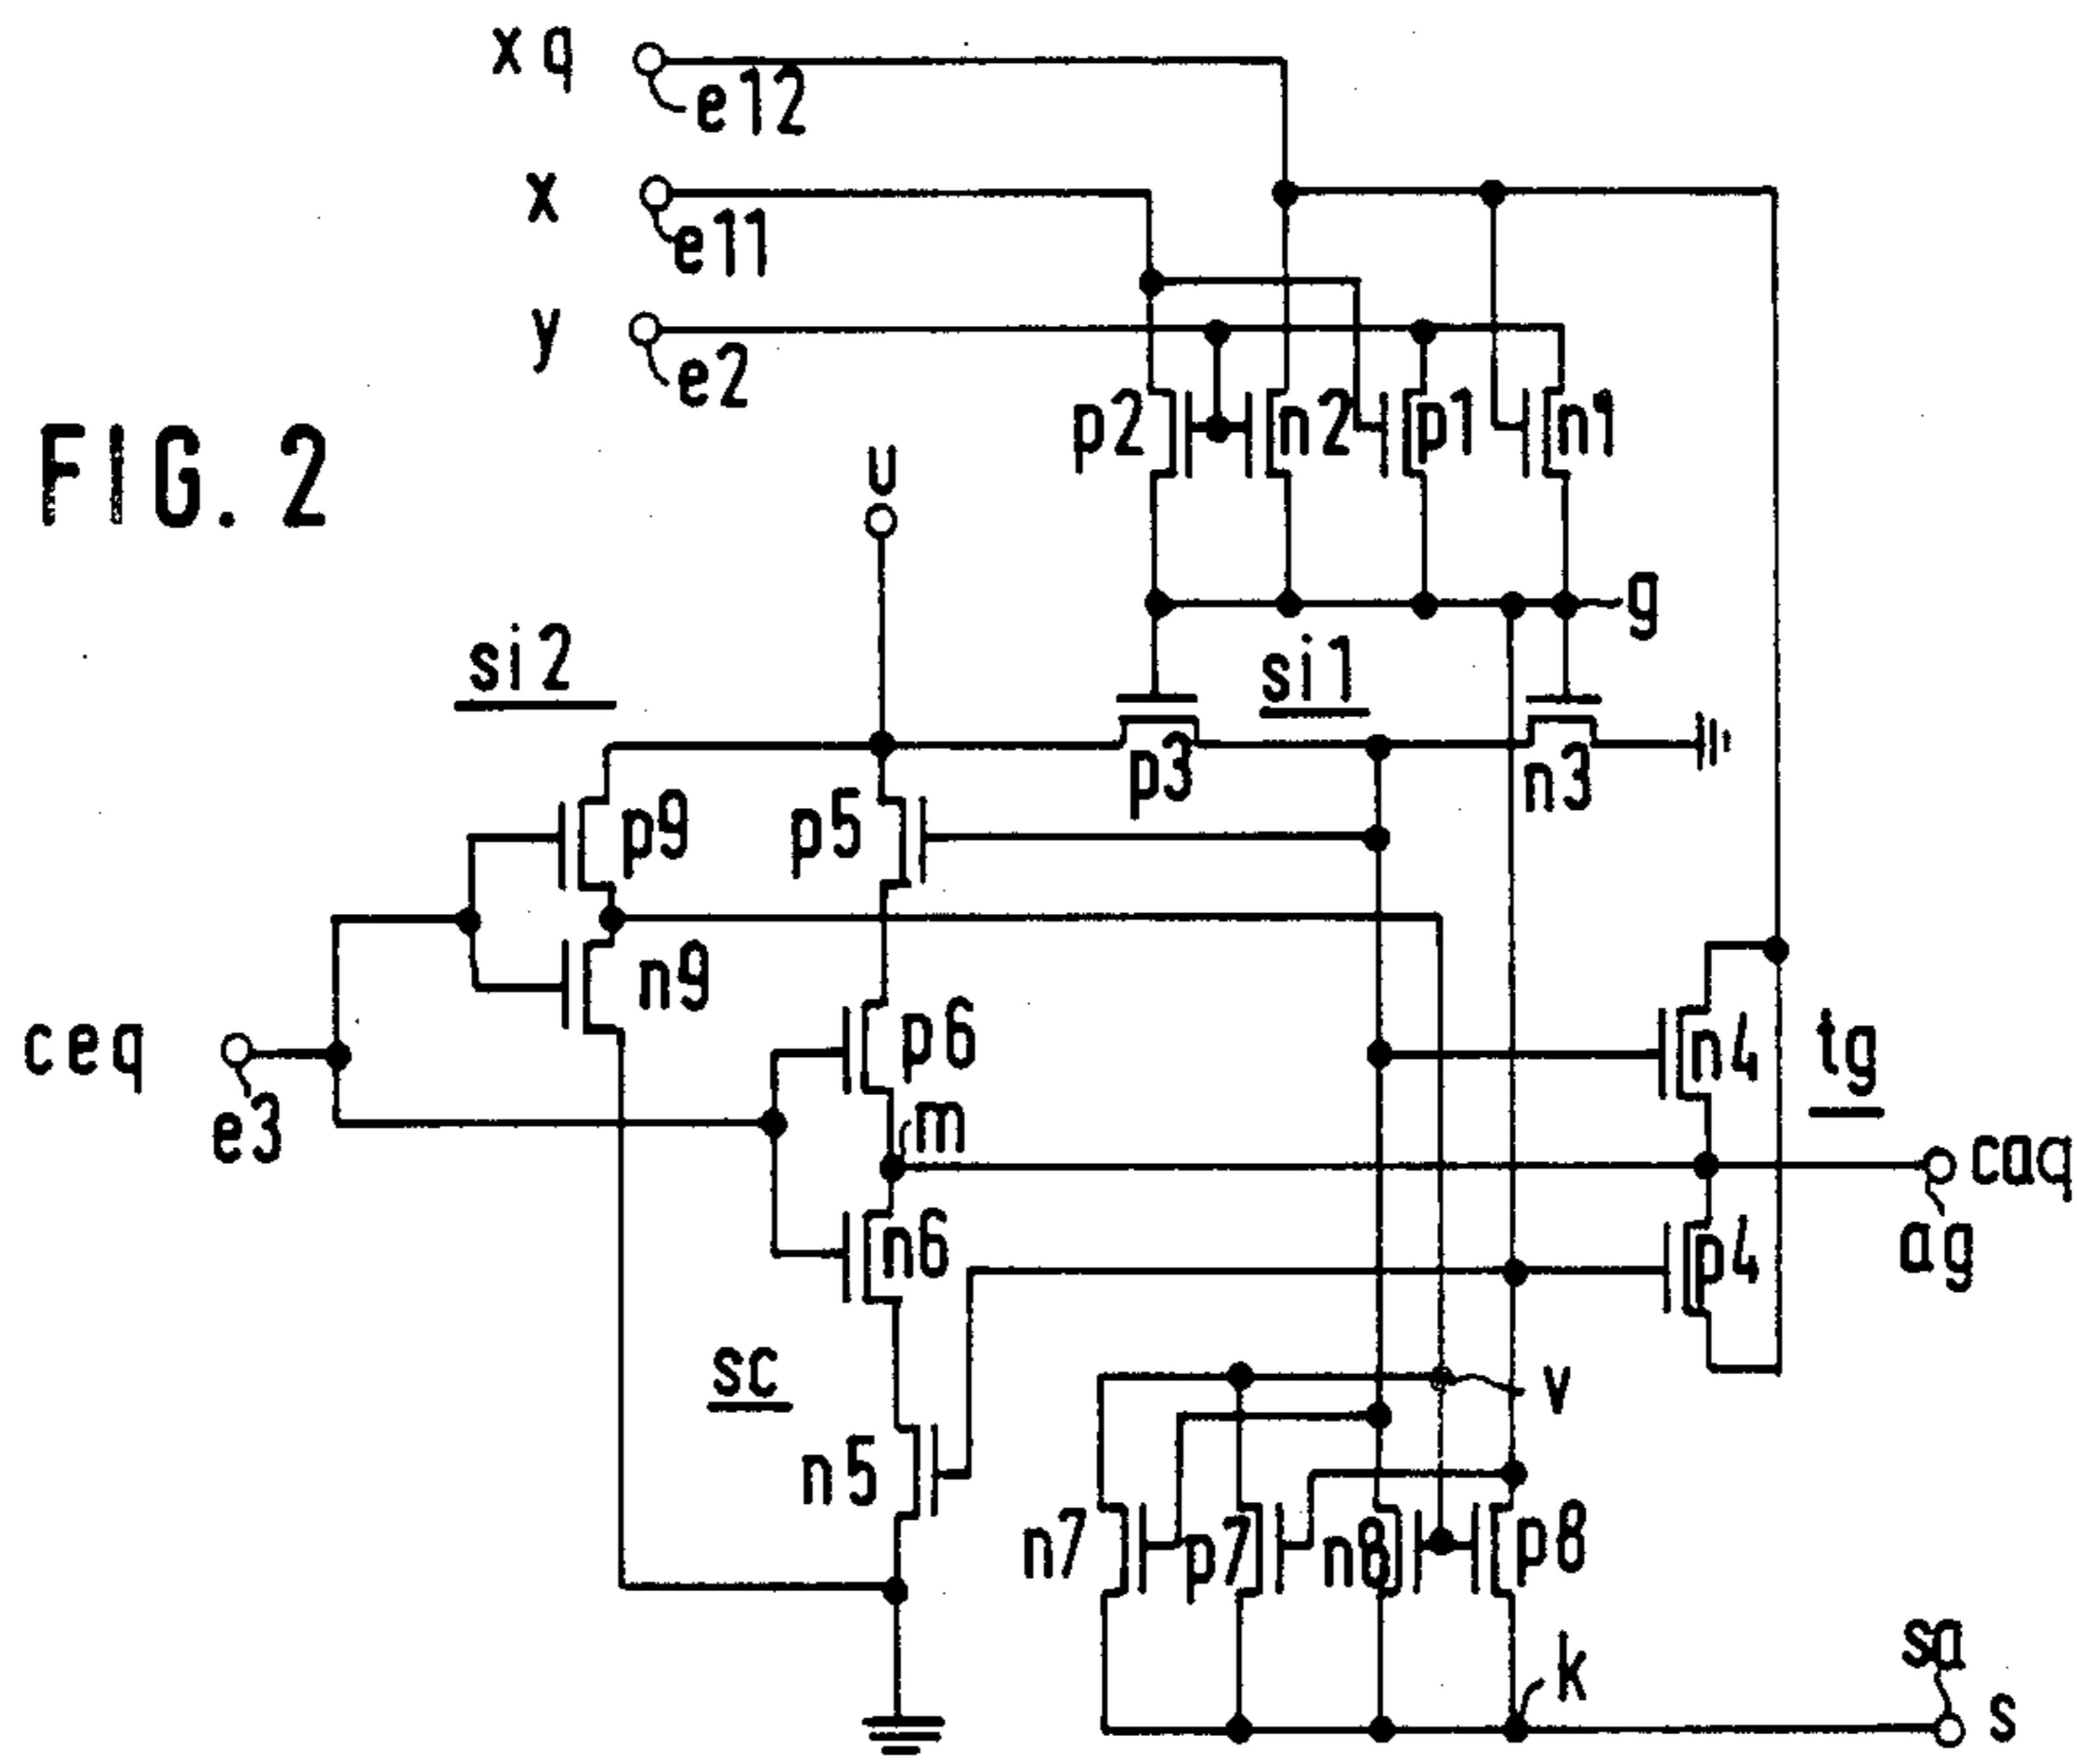 xq
e12
x
e11
y
e2
p2
n2
p1
n1
FIG. 2
u
g
si2
si1
p3
n3
p9
p5
n9
p6
n4
tg
ceq
e3
m
caq
n6
p4
ag
sc
v
n5
n7
p7
n8
p8
k
sa
s